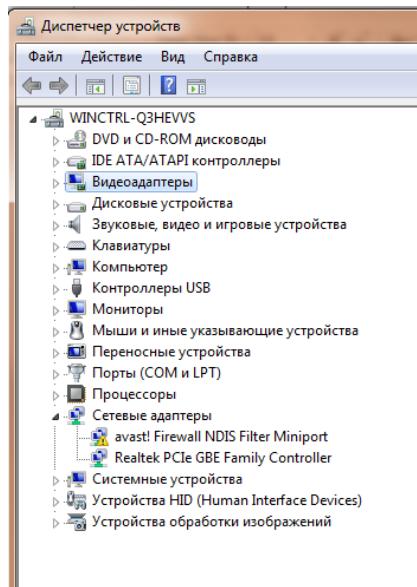 Диспетчер устройств
Файл Действие Вид Справка
WINCTRL-Q3HEVVS
DVD и CD-ROM дисководы
IDE ATA/ATAPI контроллеры
Видеоадаптеры
Дисковые устройства
Звуковые, видео и игровые устройства
Клавиатуры
Компьютер
Контроллеры USB
Мониторы
Мыши и иные указывающие устройства
Переносные устройства
Порты (COM и LPT)
Процессоры
Сетевые адаптеры
avast! Firewall NDIS Filter Miniport
Realtek PCIe GBE Family Controller
Системные устройства
Устройства HID (Human Interface Devices)
Устройства обработки изображений